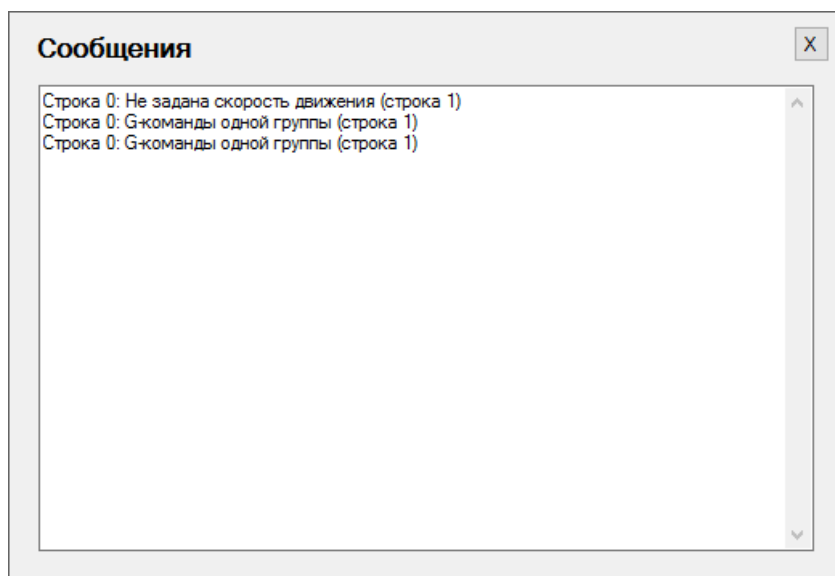 Сообщения
X
Строка 0: Не задана скорость движения (строка 1)
Строка 0: G-команды одной группы (строка 1)
Строка 0: G-команды одной группы (строка 1)